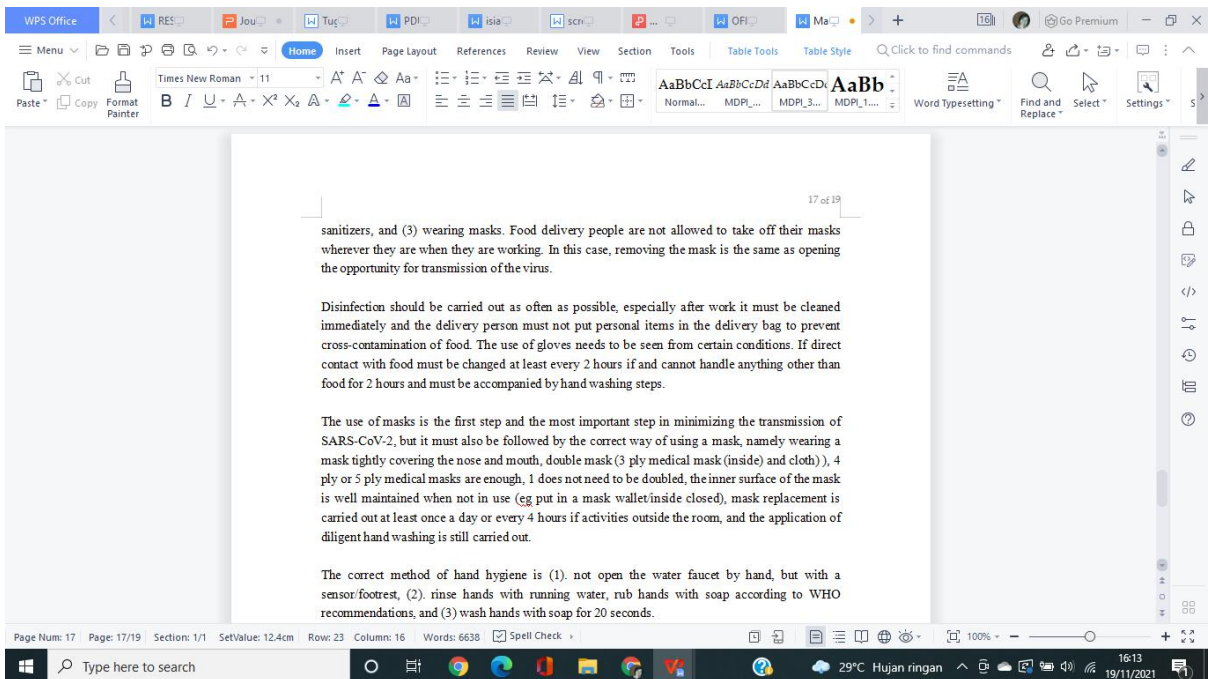 WPS Office RES Jou Tug PDI isia scre ... OFI Ma + 16 Go Premium
Menu Home Insert Page Layout References Review View Section Tools Table Tools Table Style Click to find commands
Cut Times New Roman 11 A+ A- Aa
Paste Copy Format Painter B I U A X² X₂ A A A AaBbCcI AaBbCcDd AaBbCcDc AaBb
Normal... MDPI_... MDPI_3... MDPI_1.... Word Typesetting Find and Replace Select Settings S
17 of 19
sanitizers, and (3) wearing masks. Food delivery people are not allowed to take off their masks
wherever they are when they are working. In this case, removing the mask is the same as opening
the opportunity for transmission of the virus.
Disinfection should be carried out as often as possible, especially after work it must be cleaned
immediately and the delivery person must not put personal items in the delivery bag to prevent
cross-contamination of food. The use of gloves needs to be seen from certain conditions. If direct
contact with food must be changed at least every 2 hours if and cannot handle anything other than
food for 2 hours and must be accompanied by hand washing steps.
The use of masks is the first step and the most important step in minimizing the transmission of
SARS-CoV-2, but it must also be followed by the correct way of using a mask, namely wearing a
mask tightly covering the nose and mouth, double mask (3 ply medical mask (inside) and cloth) ), 4
ply or 5 ply medical masks are enough, 1 does not need to be doubled, the inner surface of the mask
is well maintained when not in use (eg put in a mask wallet/inside closed), mask replacement is
carried out at least once a day or every 4 hours if activities outside the room, and the application of
diligent hand washing is still carried out.
The correct method of hand hygiene is (1). not open the water faucet by hand, but with a
sensor/footrest, (2). rinse hands with running water, rub hands with soap according to WHO
recommendations, and (3) wash hands with soap for 20 seconds.
Page Num: 17 Page: 17/19 Section: 1/1 SetValue: 12.4cm Row: 23 Column: 16 Words: 6638 Spell Check 100%
Type here to search 29°C Hujan ringan 16:13
19/11/2021